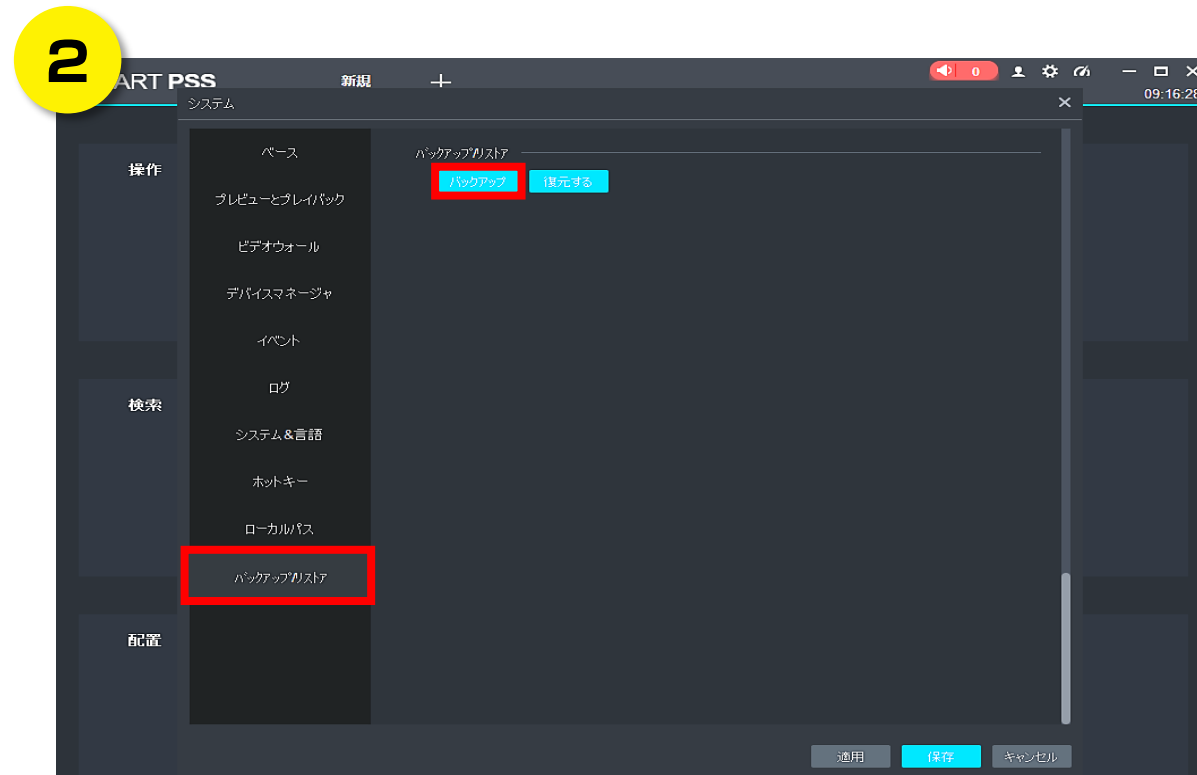 2
ART PSS
新規
0
09:16:28
システム
操作
検索
配置
ベース
プレビューとプレイバック
ビデオウォール
デバイスマネージャ
イベント
ログ
システム&言語
ホットキー
ローカルパス
バックアップ/リストア
バックアップ/リストア
バックアップ 復元する
適用 保存 キャンセル